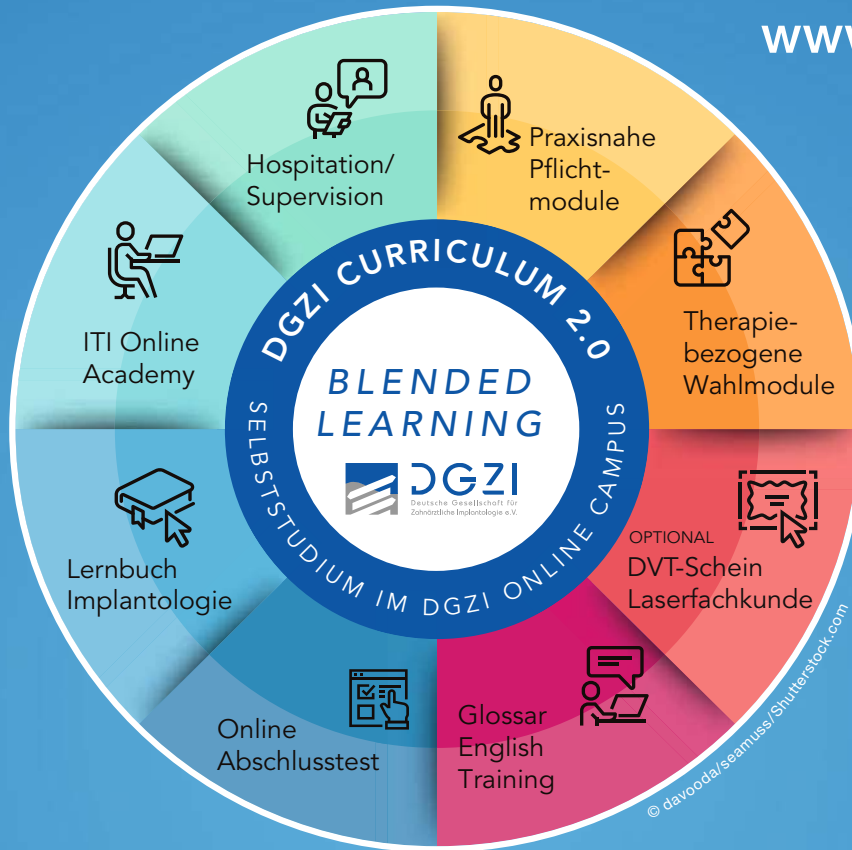 www
Hospitation/
Supervision
Praxisnahe
Pflicht-
module
Therapie-
bezogene
Wahlmodule
OPTIONAL
DVT-Schein
Laserfachkunde
Glossar
English
Training
Online
Abschlusstest
Lernbuch
Implantologie
ITI Online
Academy
DGZI CURRICULUM 2.0
SELBSTSTUDIUM IM DGZI ONLINE CAMPUS
BLENDED
LEARNING
DGZI
Deutsche Gesellschaft für
Zahnärztliche Implantologie e.V.
© davooda/seamuss/Shutterstock.com